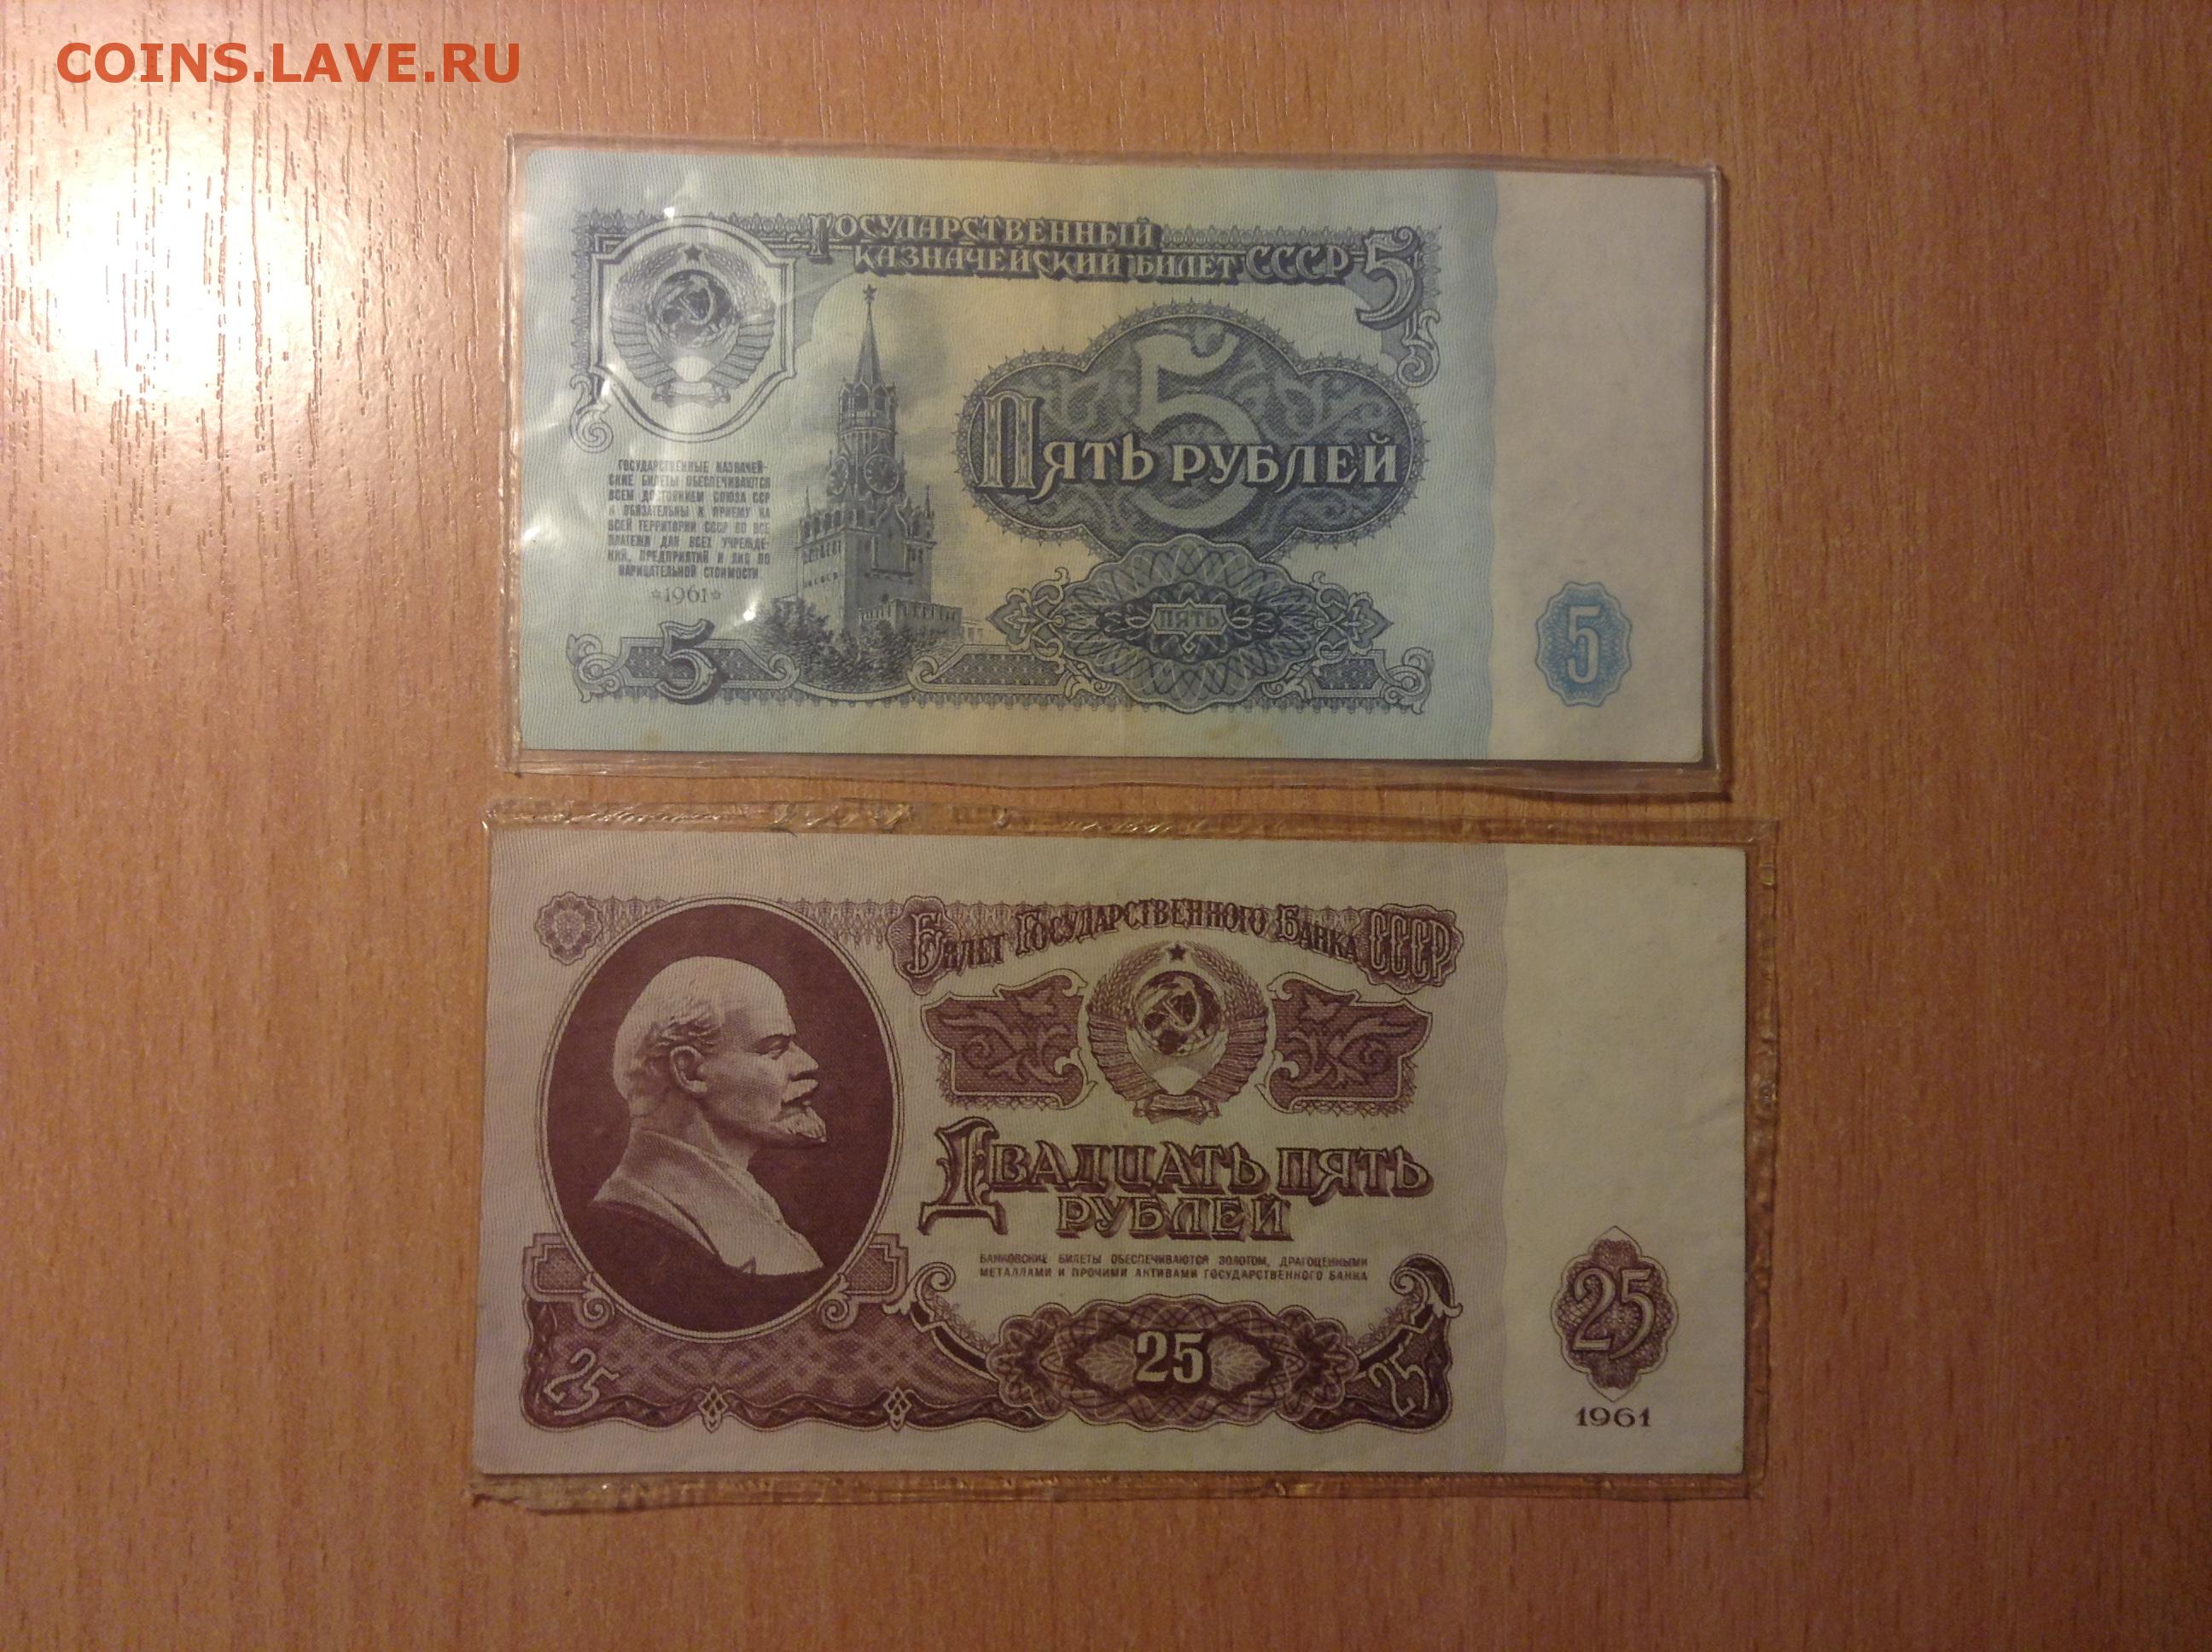 COINS.LAVE.RU
ГОСУДАРСТВЕННЫЙ
КАЗНАЧЕЙСКИЙ БИЛЕТ СССР
5
5
ПЯТЬ РУБЛЕЙ
ГОСУДАРСТВЕННЫЕ КАЗНАЧЕЙ-
СКИЕ БИЛЕТЫ ОБЕСПЕЧИВАЮТСЯ
ВСЕМ ДОСТОЯНИЕМ СОЮЗА ССР
И ОБЯЗАТЕЛЬНЫ К ПРИЕМУ НА
ВСЕЙ ТЕРРИТОРИИ СССР ВО ВСЕ
ПЛАТЕЖИ ДЛЯ ВСЕХ УЧРЕЖДЕ-
НИЙ, ПРЕДПРИЯТИЙ И ЛИЦ ПО
НАРИЦАТЕЛЬНОЙ СТОИМОСТИ
*1961*
ПЯТЬ
5
5
БИЛЕТ ГОСУДАРСТВЕННОГО БАНКА СССР
ДВАДЦАТЬ ПЯТЬ
РУБЛЕЙ
БАНКОВСКИЕ БИЛЕТЫ ОБЕСПЕЧИВАЮТСЯ ЗОЛОТОМ, ДРАГОЦЕННЫМИ
МЕТАЛЛАМИ И ПРОЧИМИ АКТИВАМИ ГОСУДАРСТВЕННОГО БАНКА
25
25
25
25
1961